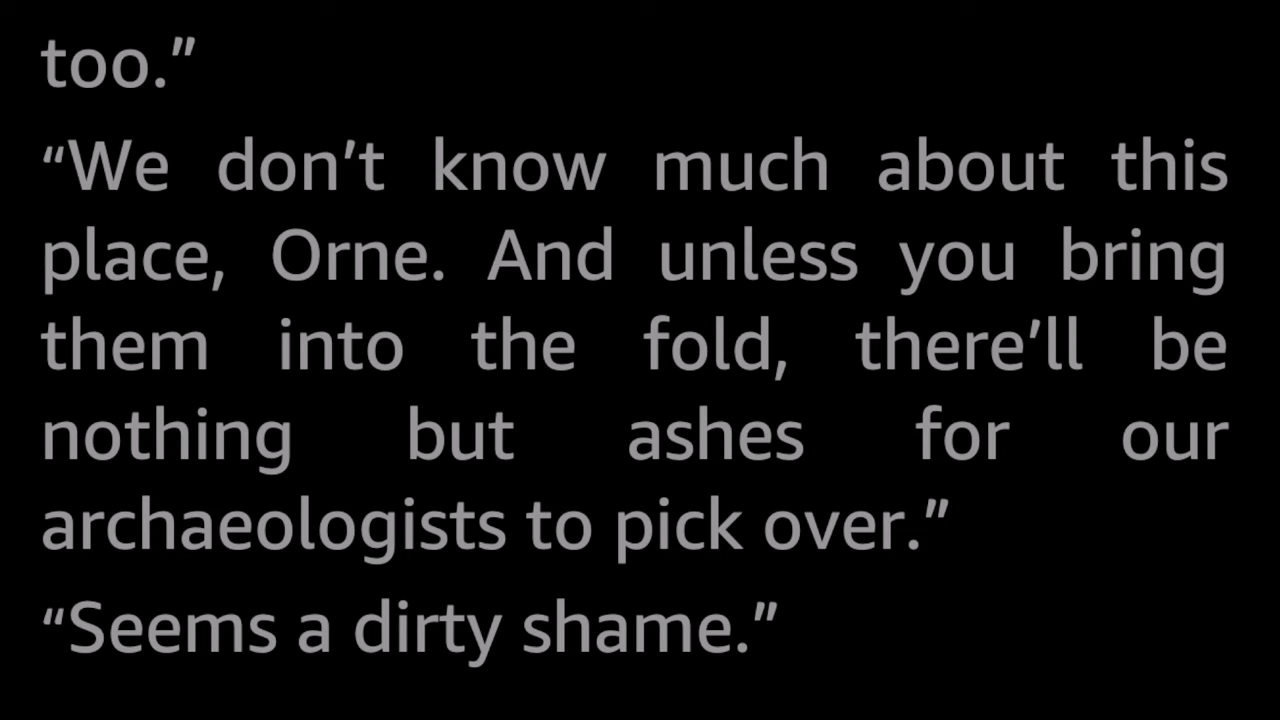 too.”
“We don’t know much about this
place, Orne. And unless you bring
them into the fold, there’ll be
nothing but ashes for our
archaeologists to pick over.”
“Seems a dirty shame.”